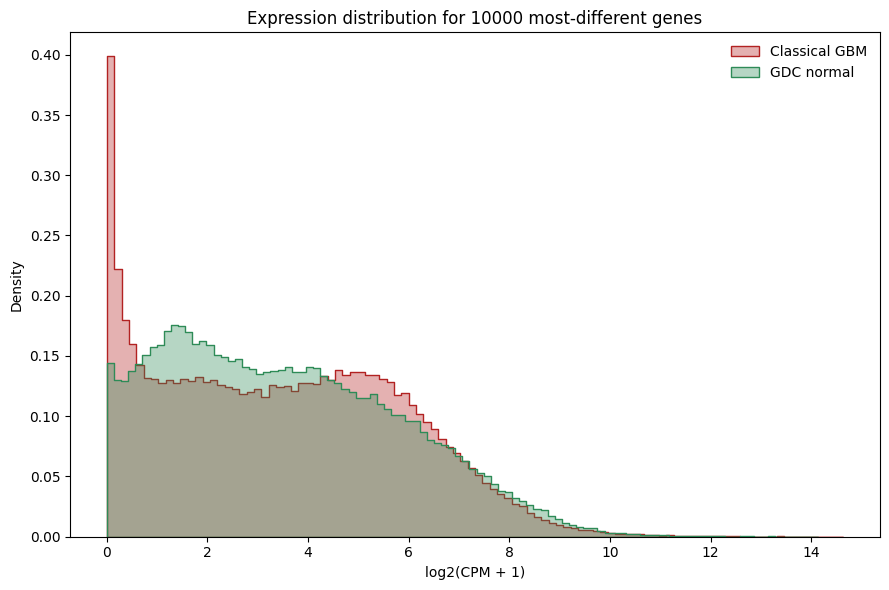 Expression distribution for 10000 most-different genes
Classical GBM
GDC normal
Density
0.40
0.35
0.30
0.25
0.20
0.15
0.10
0.05
0.00
0 2 4 6 8 10 12 14
log2(CPM + 1)